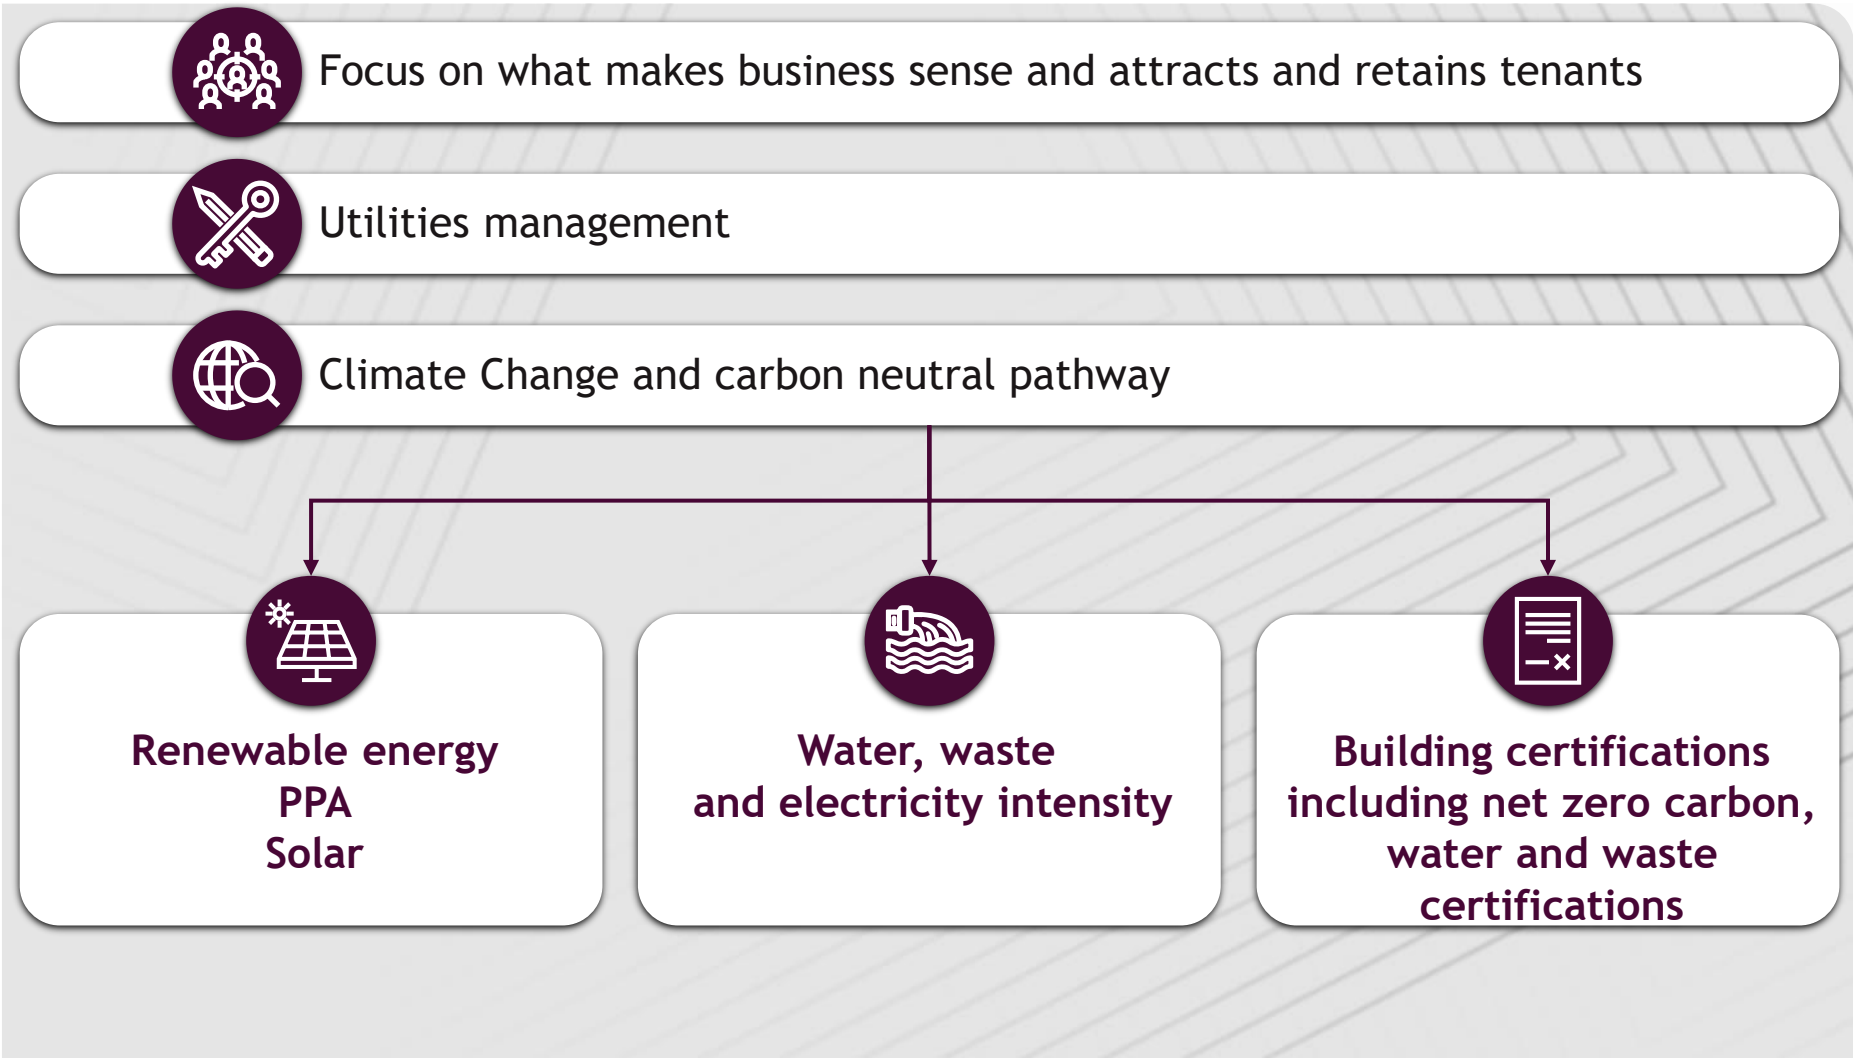 Focus on what makes business sense and attracts and retains tenants
Utilities management
Climate Change and carbon neutral pathway
Renewable energy
PPA
Solar
Water, waste
and electricity intensity
Building certifications
including net zero carbon,
water and waste
certifications